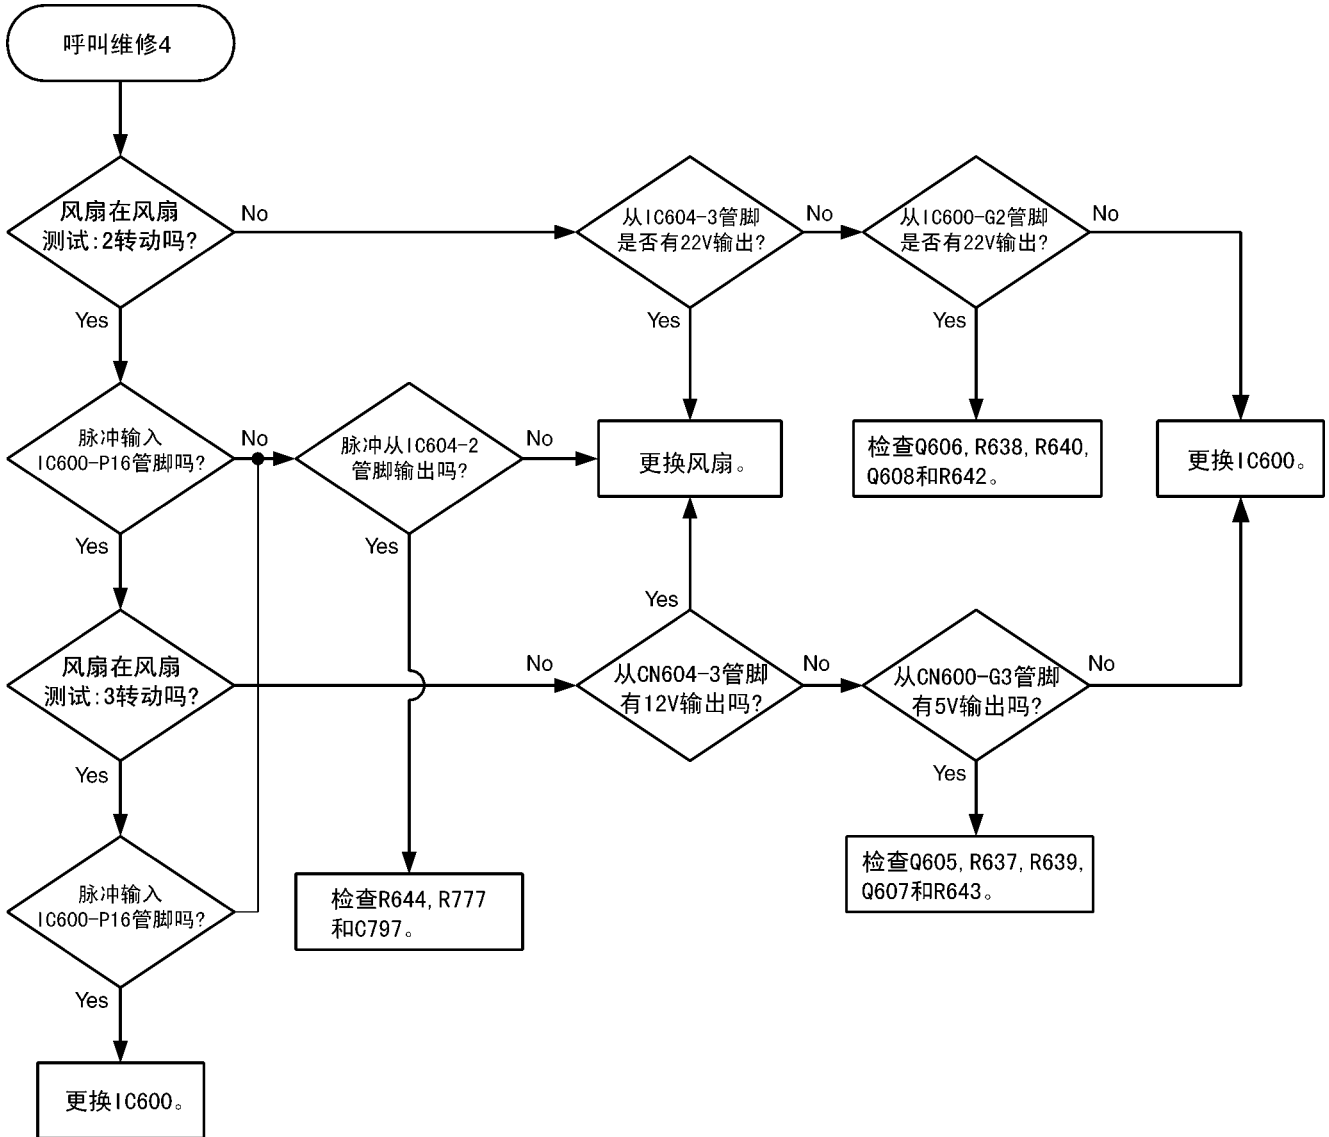 呼叫维修4
风扇在风扇
测试:2转动吗?
No
从IC604-3管脚
是否有22V输出?
No
从IC600-G2管脚
是否有22V输出?
No
Yes
Yes
Yes
脉冲输入
IC600-P16管脚吗?
No
脉冲从IC604-2
管脚输出吗?
No
更换风扇。
检查Q606, R638, R640,
Q608和R642。
更换IC600。
Yes
Yes
Yes
风扇在风扇
测试:3转动吗?
No
从CN604-3管脚
有12V输出吗?
No
从CN600-G3管脚
有5V输出吗?
No
Yes
Yes
脉冲输入
IC600-P16管脚吗?
检查R644, R777
和C797。
检查Q605, R637, R639,
Q607和R643。
Yes
更换IC600。